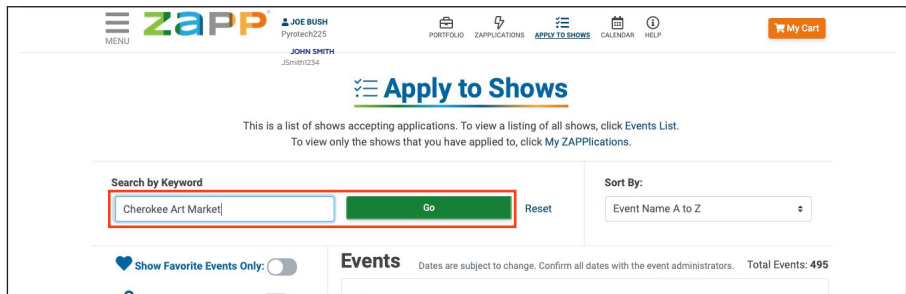 MENU
ZAPP
JOE BUSH
Pyrotech225
JOHN SMITH
JSmith1234
PORTFOLIO ZAPPLICATIONS APPLY TO SHOWS CALENDAR HELP
My Cart
Apply to Shows
This is a list of shows accepting applications. To view a listing of all shows, click Events List.
To view only the shows that you have applied to, click My ZAPPlications.
Search by Keyword
Sort By:
Cherokee Art Market Go Reset
Event Name A to Z
Show Favorite Events Only:
Events Dates are subject to change. Confirm all dates with the event administrators. Total Events: 495